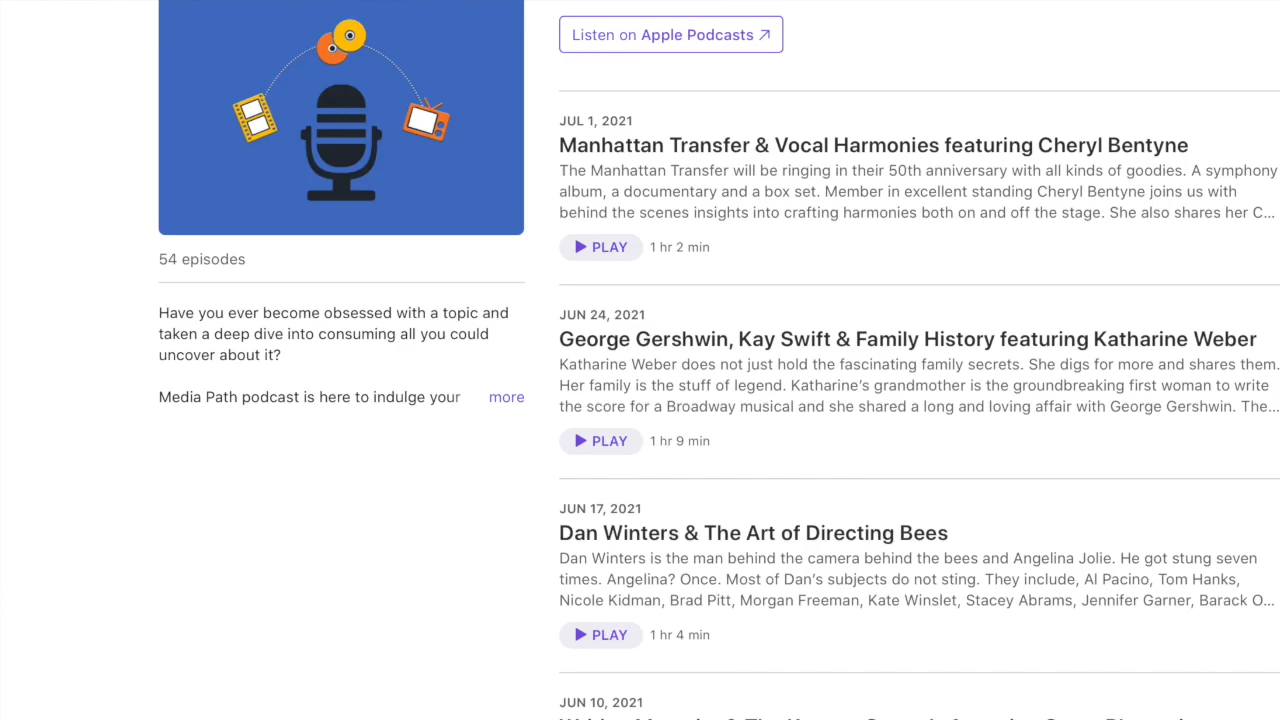 Listen on Apple Podcasts ↗
54 episodes
Have you ever become obsessed with a topic and
taken a deep dive into consuming all you could
uncover about it?
Media Path podcast is here to indulge your more
JUL 1, 2021
Manhattan Transfer & Vocal Harmonies featuring Cheryl Bentyne
The Manhattan Transfer will be ringing in their 50th anniversary with all kinds of goodies. A symphony
album, a documentary and a box set. Member in excellent standing Cheryl Bentyne joins us with
behind the scenes insights into crafting harmonies both on and off the stage. She also shares her C...
PLAY 1 hr 2 min
JUN 24, 2021
George Gershwin, Kay Swift & Family History featuring Katharine Weber
Katharine Weber does not just hold the fascinating family secrets. She digs for more and shares them.
Her family is the stuff of legend. Katharine’s grandmother is the groundbreaking first woman to write
the score for a Broadway musical and she shared a long and loving affair with George Gershwin. The...
PLAY 1 hr 9 min
JUN 17, 2021
Dan Winters & The Art of Directing Bees
Dan Winters is the man behind the camera behind the bees and Angelina Jolie. He got stung seven
times. Angelina? Once. Most of Dan’s subjects do not sting. They include, Al Pacino, Tom Hanks,
Nicole Kidman, Brad Pitt, Morgan Freeman, Kate Winslet, Stacey Abrams, Jennifer Garner, Barack O...
PLAY 1 hr 4 min
JUN 10, 2021